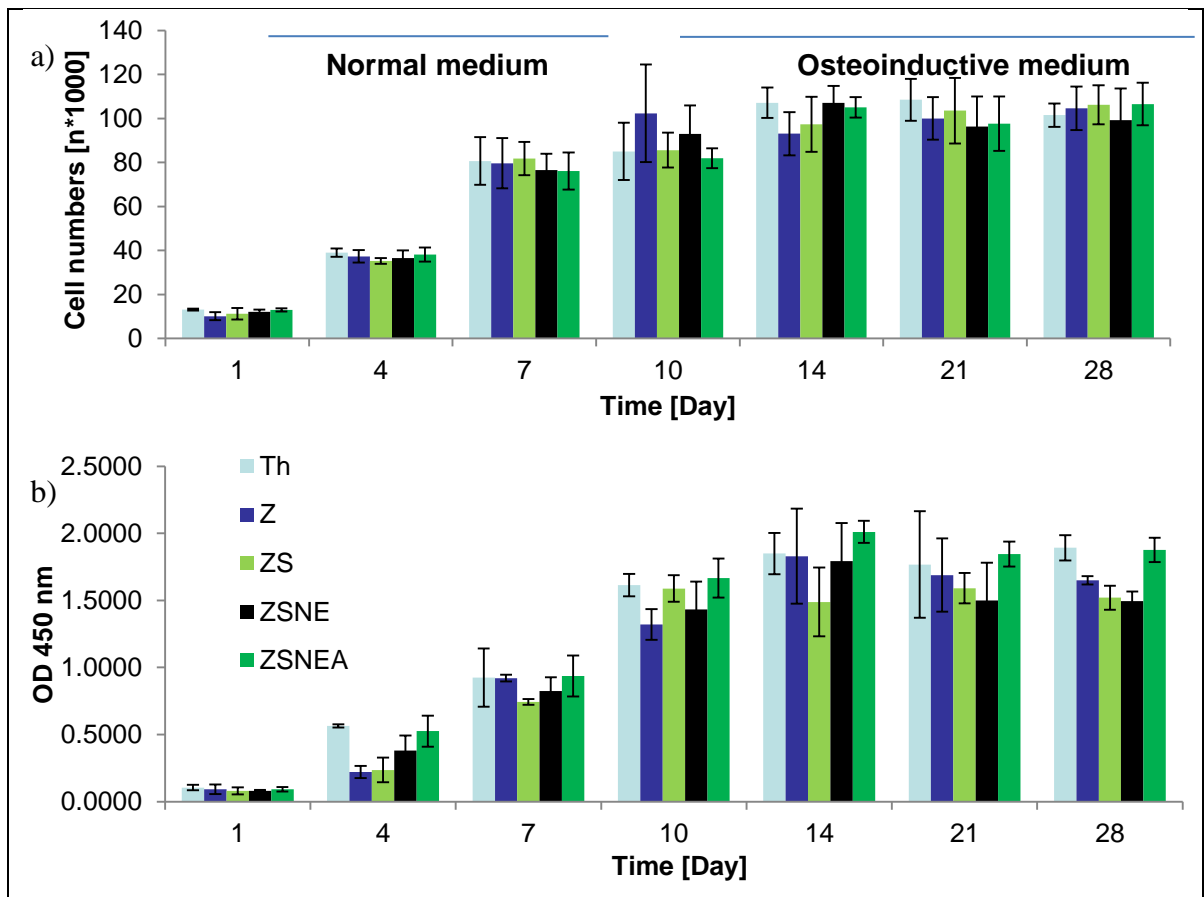 a)
Normal medium
Osteoinductive medium
Cell numbers [n*1000]
140
120
100
80
60
40
20
0
1 4 7 10 14 21 28
Time [Day]
b)
OD 450 nm
2.5000
2.0000
1.5000
1.0000
0.5000
0.0000
Th
Z
ZS
ZSNE
ZSNEA
1 4 7 10 14 21 28
Time [Day]